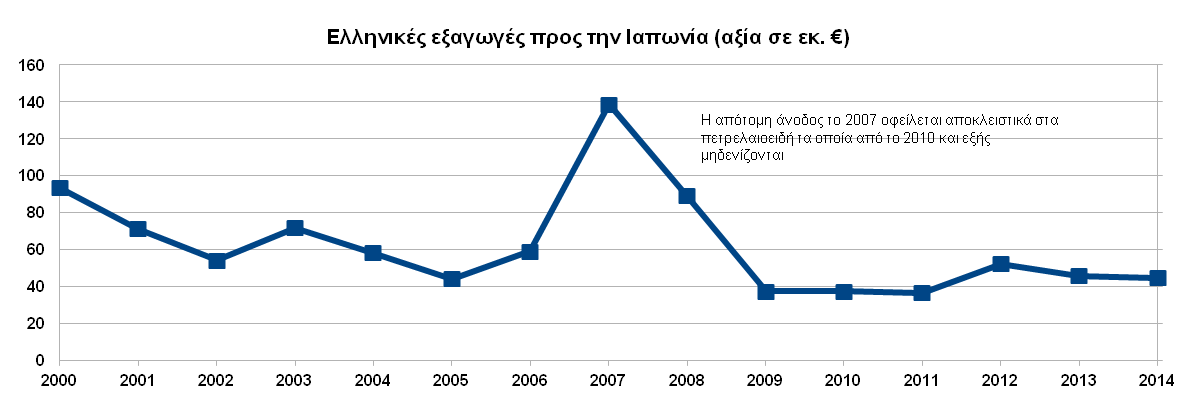 Ελληνικές εξαγωγές προς την Ιαπωνία (αξία σε εκ. €)
160
140
120
100
80
60
40
20
0
Η απότομη άνοδος το 2007 οφείλεται αποκλειστικά στα
πετρελαιοειδή τα οποία από το 2010 και εξής
μηδενίζονται
2000 2001 2002 2003 2004 2005 2006 2007 2008 2009 2010 2011 2012 2013 2014